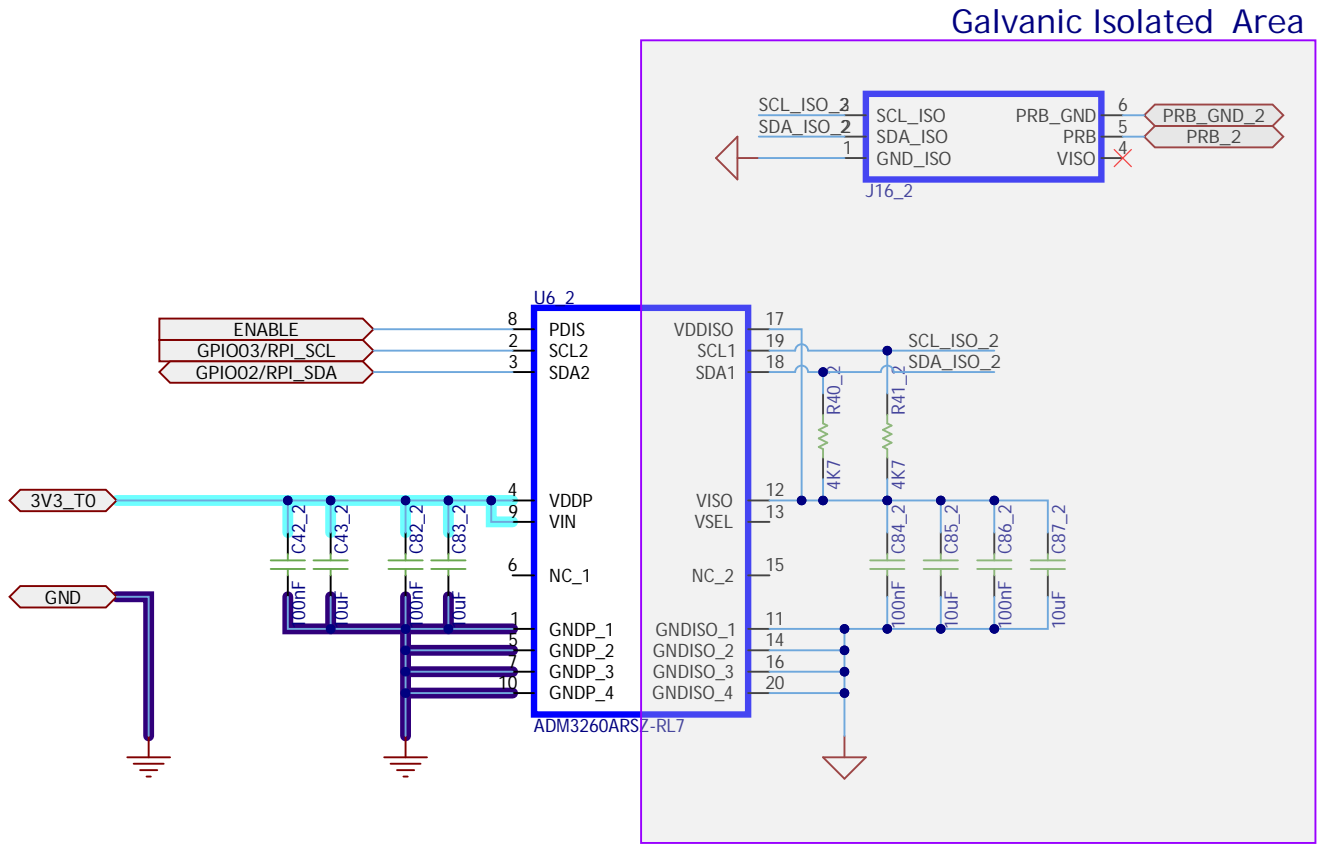 Galvanic Isolated Area
SCL_ISO_2 3 SCL_ISO PRB_GND 6 PRB_GND_2
SDA_ISO_2 2 SDA_ISO PRB 5 PRB_2
1 GND_ISO VISO 4
J16_2
U6_2
ENABLE 8 PDIS VDDISO 17
GPIO03/RPI_SCL 2 SCL2 SCL1 19 SCL_ISO_2
GPIO02/RPI_SDA 3 SDA2 SDA1 18 SDA_ISO_2
R40_2 R41_2
4K7 4K7
3V3_T0 4 VDDP VISO 12
9 VIN VSEL 13
C42_2 C43_2 C82_2 C83_2 C84_2 C85_2 C86_2 C87_2
6 NC_1 NC_2 15
GND
100nF 10uF 100nF 10uF 100nF 10uF 100nF 10uF
1 GNDP_1 GNDISO_1 11
5 GNDP_2 GNDISO_2 14
7 GNDP_3 GNDISO_3 16
10 GNDP_4 GNDISO_4 20
ADM3260ARSZ-RL7